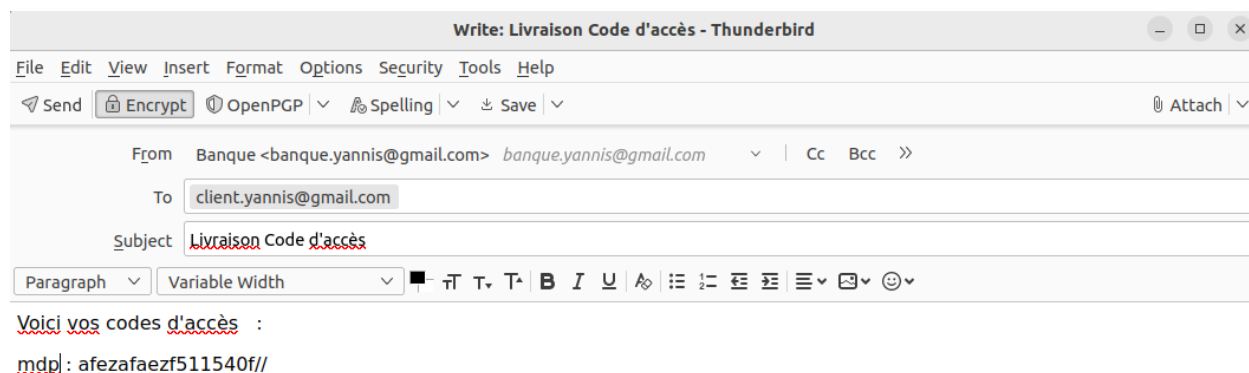 Write: Livraison Code d'accès - Thunderbird
File Edit View Insert Format Options Security Tools Help
Send Encrypt OpenPGP Spelling Save Attach
From Banque <banque.yannis@gmail.com> banque.yannis@gmail.com Cc Bcc
To client.yannis@gmail.com
Subject Livraison Code d'accès
Paragraph Variable Width
Voici vos codes d'accès :
mdp : afezafaezf511540f//